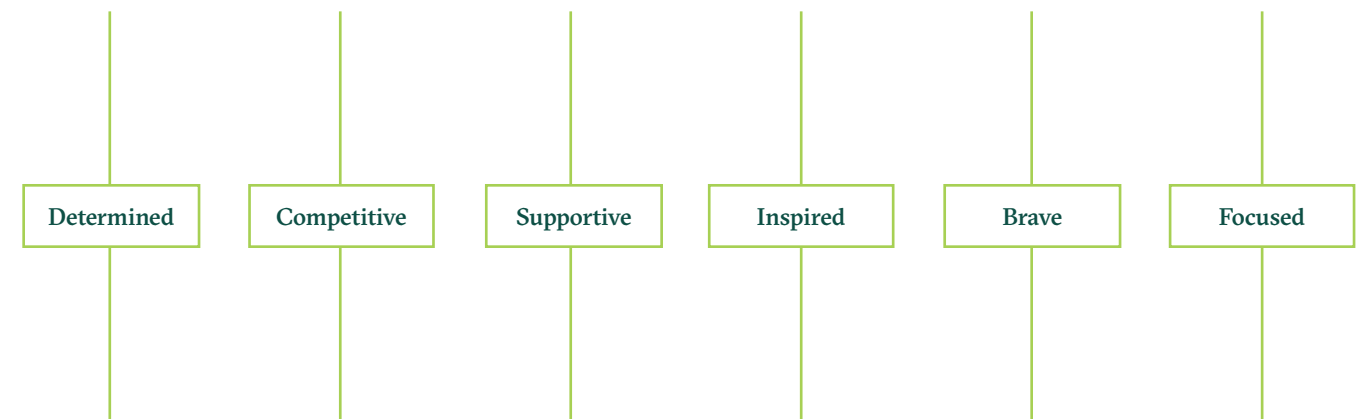 Determined
Competitive
Supportive
Inspired
Brave
Focused